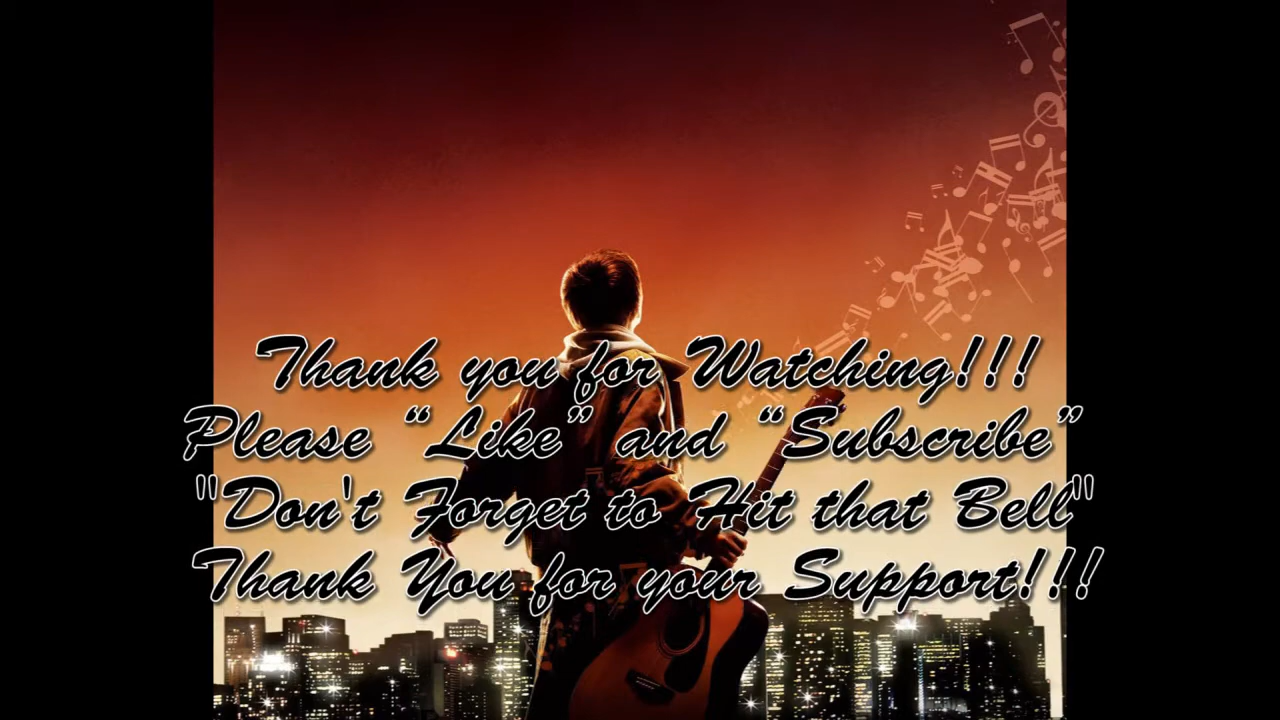 Thank you for Watching!!!
Please “Like” and “Subscribe”
"Don't Forget to Hit that Bell"
Thank You for your Support!!!